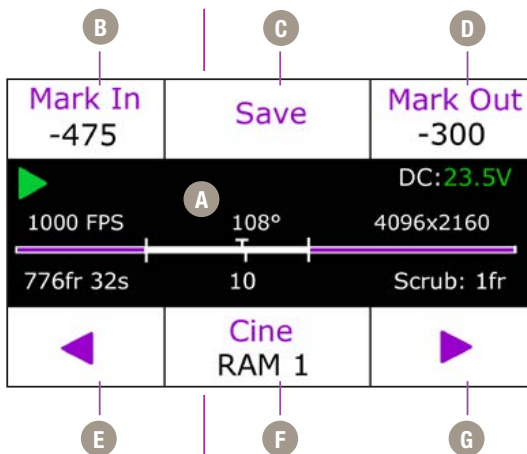 B C D
Mark In Save Mark Out
-475 -300
DC:23.5V
A
1000 FPS 108° 4096x2160
776fr 32s 10 Scrub: 1fr
Cine
RAM 1
E F G